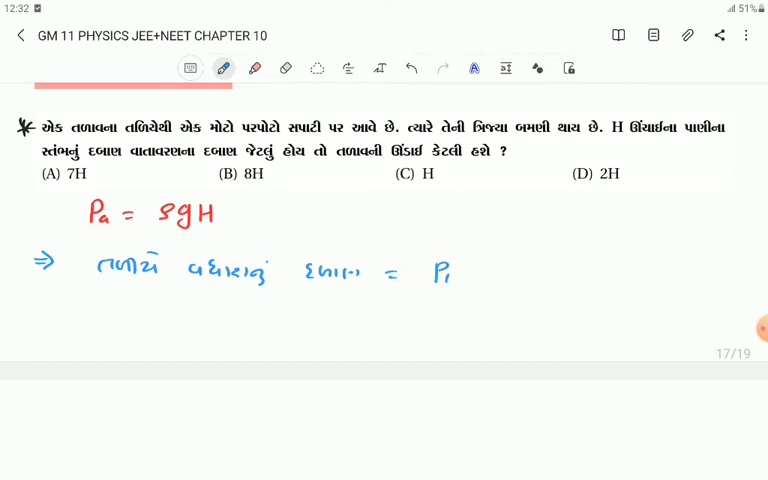 12:32 51%
GM 11 PHYSICS JEE+NEET CHAPTER 10
એક તળાવના તળિયેથી એક મોટો પરપોટો સપાટી પર આવે છે. ત્યારે તેની ત્રિજ્યા બમણી થાય છે. H ઊંચાઈના પાણીના
સ્તંભનું દબાણ વાતાવરણના દબાણ જેટલું હોય તો તળાવની ઊંડાઈ કેટલી હશે ?
(A) 7H (B) 8H (C) H (D) 2H
Pa = ρgH
⇒ તળીયે વધારાનું દબાણ = P₁
17/19